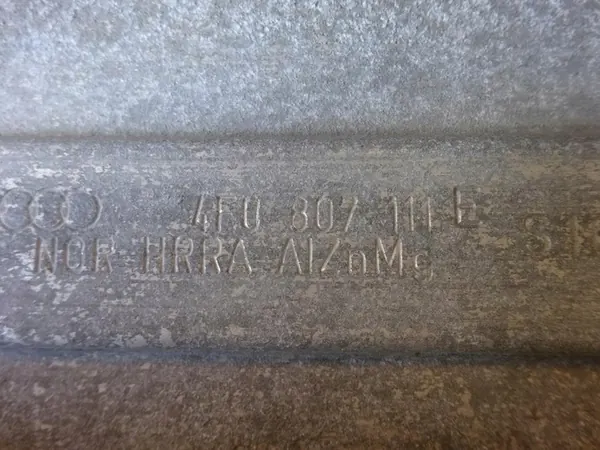 4F0 807 111 E
NOR HRRA AlZnMg